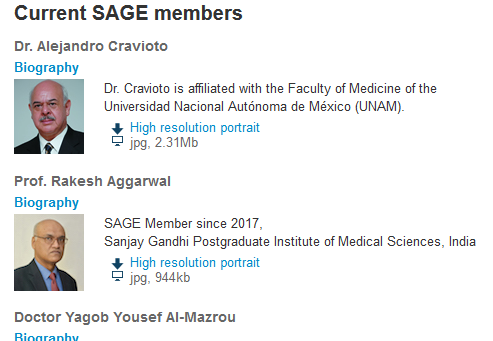 Current SAGE members
Dr. Alejandro Cravioto
Biography
Dr. Cravioto is affiliated with the Faculty of Medicine of the
Universidad Nacional Autónoma de México (UNAM).
High resolution portrait
jpg, 2.31Mb
Prof. Rakesh Aggarwal
Biography
SAGE Member since 2017,
Sanjay Gandhi Postgraduate Institute of Medical Sciences, India
High resolution portrait
jpg, 944kb
Doctor Yagob Yousef Al-Mazrou
Biography